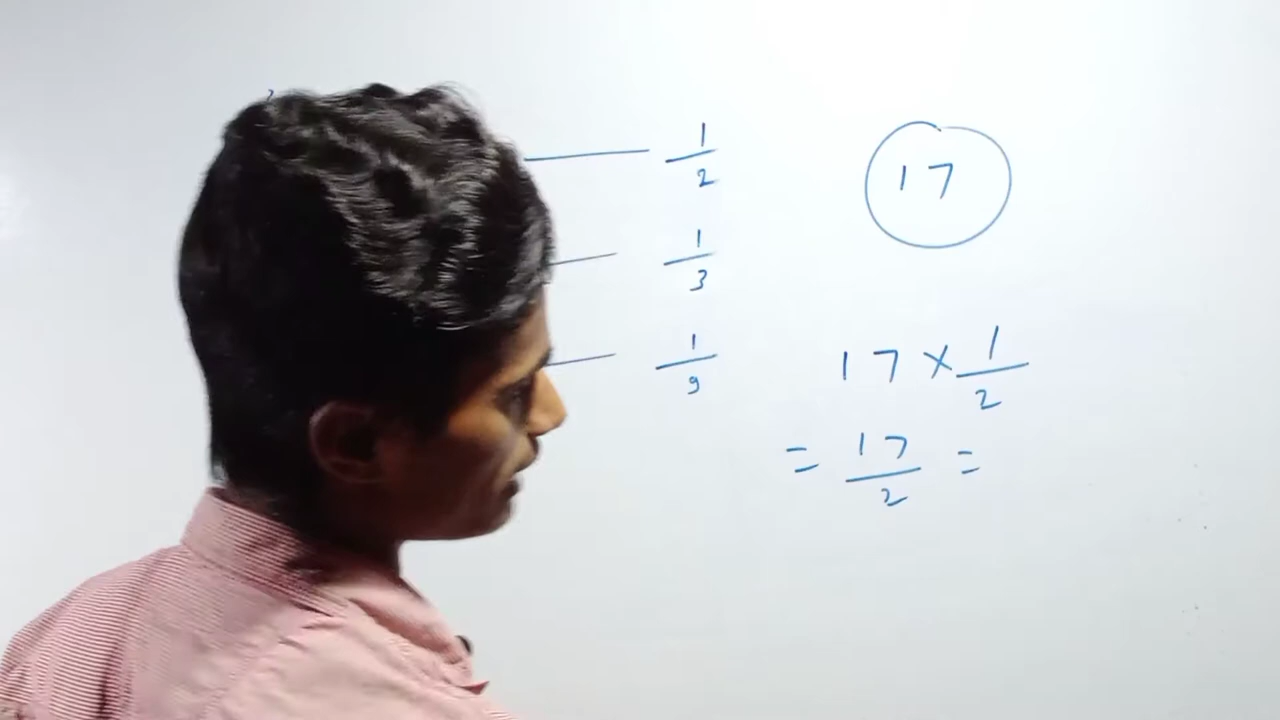 — 1/2
17
— 1/3
— 1/9
17 × 1/2
= 17/2 =